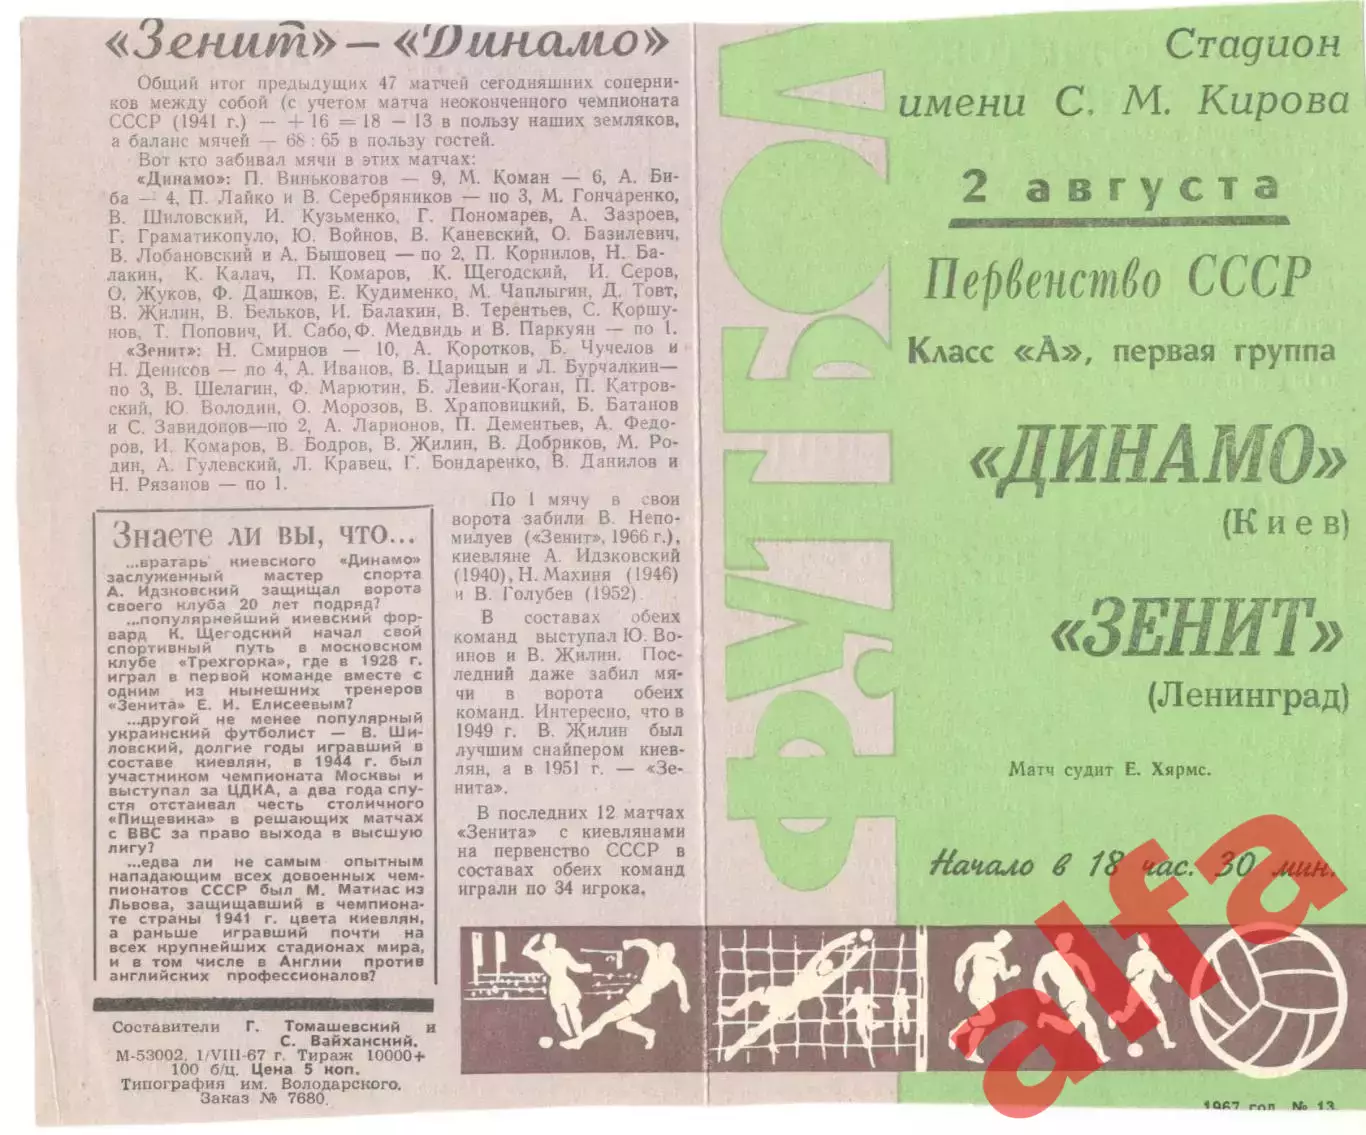 «Зенит» — «Динамо»
Общий итог предыдущих 47 матчей сегодняшних соперни-
ков между собой (с учетом матча неоконченного чемпионата
СССР (1941 г.) — + 16 = 18 — 13 в пользу наших земляков,
а баланс мячей — 68 : 65 в пользу гостей.
Вот кто забивал мячи в этих матчах:
«Динамо»: П. Виньковатов — 9, М. Коман — 6, А. Би-
ба — 4, П. Лайко и В. Серебряников — по 3, М. Гончаренко,
В. Шиловский, И. Кузьменко, Г. Пономарев, А. Зазроев,
Г. Граматикопуло, Ю. Войнов, В. Каневский, О. Базилевич,
В. Лобановский и А. Бышовец — по 2, П. Корнилов, Н. Ба-
лакин, К. Калач, П. Комаров, К. Щегодский, И. Серов,
О. Жуков, Ф. Дашков, Е. Кудименко, М. Чаплыгин, Д. Товт,
В. Жилин, В. Бельков, И. Балакин, В. Терентьев, С. Коршу-
нов, Т. Попович, И. Сабо, Ф. Медвидь и В. Паркуян — по 1.
«Зенит»: Н. Смирнов — 10, А. Коротков, Б. Чучелов и
Н. Денисов — по 4, А. Иванов, В. Царицын и Л. Бурчалкин—
по 3, В. Шелагин, Ф. Марютин, Б. Левин-Коган, П. Катров-
ский, Ю. Володин, О. Морозов, В. Храповицкий, Б. Батанов
и С. Завидонов—по 2, А. Ларионов, П. Дементьев, А. Федо-
ров, И. Комаров, В. Бодров, В. Жилин, В. Добриков, М. Ро-
дин, А. Гулевский, Л. Кравец, Г. Бондаренко, В. Данилов и
Н. Рязанов — по 1.
Знаете ли вы, что...
...вратарь киевского «Динамо»
заслуженный мастер спорта
А. Идзковский защищал ворота
своего клуба 20 лет подряд?
...популярнейший киевский фор-
вард К. Щегодский начал свой
спортивный путь в московском
клубе «Трехгорка», где в 1928 г.
играл в первой команде вместе с
одним из нынешних тренеров
«Зенита» Е. И. Елисеевым?
...другой не менее популярный
украинский футболист — В. Ши-
ловский, долгие годы игравший в
составе киевлян, в 1944 г. был
участником чемпионата Москвы и
выступал за ЦДКА, а два года спу-
стя отстаивал честь столичного
«Пищевика» в решающих матчах
с ВВС за право выхода в высшую
лигу?
...едва ли не самым опытным
нападающим всех довоенных чем-
пионатов СССР был М. Матиас из
Львова, защищавший в чемпиона-
те страны 1941 г. цвета киевлян,
а раньше игравший почти на
всех крупнейших стадионах мира,
и в том числе в Англии против
английских профессионалов?
Составители Г. Томашевский и
С. Вайханский.
М-53002. 1/VIII-67 г. Тираж 10000+
100 б/ц. Цена 5 коп.
Типография им. Володарского.
Заказ № 7680.
По 1 мячу в свои
ворота забили В. Непо-
милуев («Зенит», 1966 г.),
киевляне А. Идзковский
(1940), Н. Махиня (1946)
и В. Голубев (1952).
В составах обеих
команд выступал Ю. Во-
инов и В. Жилин. Пос-
ледний даже забил мя-
чи в ворота обеих
команд. Интересно, что в
1949 г. В. Жилин был
лучшим снайпером киев-
лян, а в 1951 г. — «Зе-
нита».
В последних 12 матчах
«Зенита» с киевлянами
на первенство СССР в
составах обеих команд
играли по 34 игрока.
ФУТБОЛ
Стадион
имени С. М. Кирова
2 августа
Первенство СССР
Класс «А», первая группа
«ДИНАМО»
(Киев)
«ЗЕНИТ»
(Ленинград)
Матч судит Е. Хярмс.
Начало в 18 час. 30 мин.
1967 год. № 13.
alfa